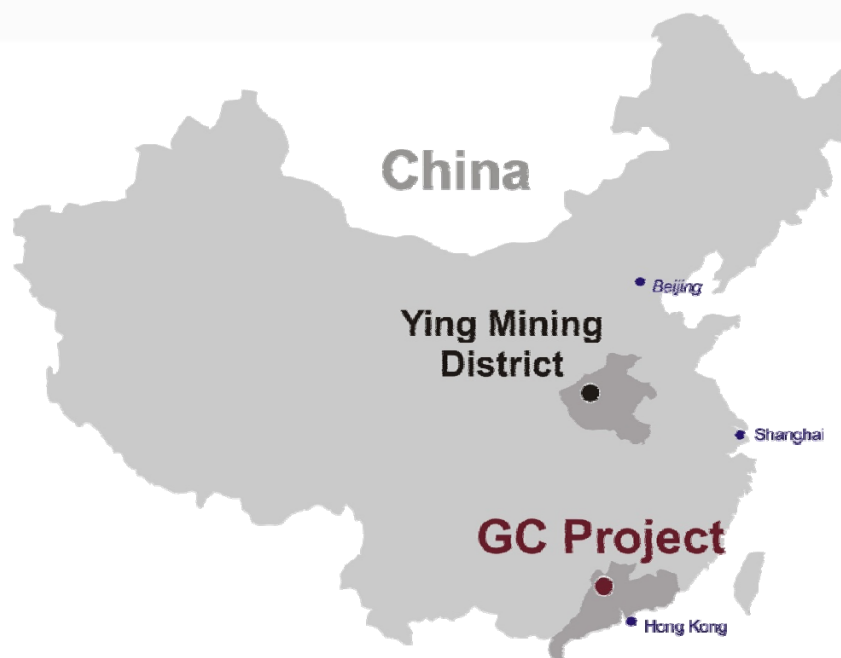 China
Beijing
Ying Mining
District
Shanghai
GC Project
Hong Kong